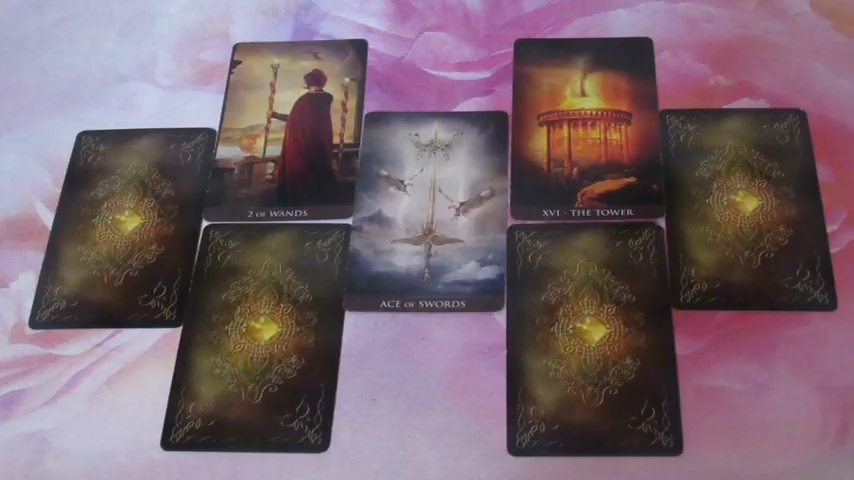 2 OF WANDS
XVI - THE TOWER
ACE OF SWORDS